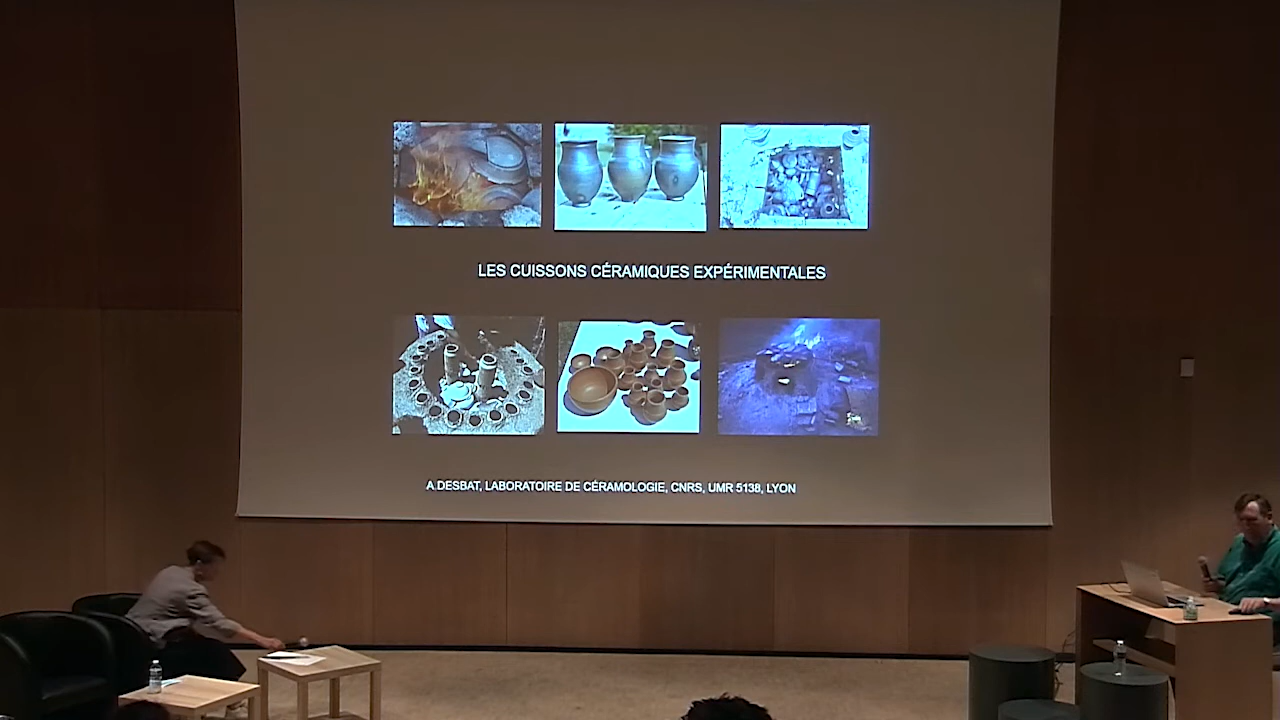 LES CUISSONS CÉRAMIQUES EXPÉRIMENTALES
A.DESBAT, LABORATOIRE DE CÉRAMOLOGIE, CNRS, UMR 5138, LYON